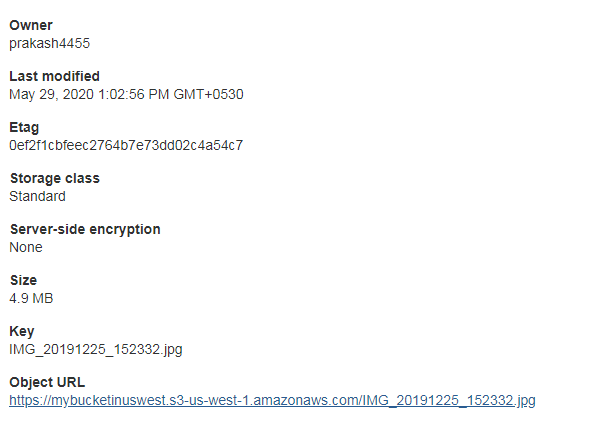 Owner
prakash4455
Last modified
May 29, 2020 1:02:56 PM GMT+0530
Etag
0ef2f1cbfeec2764b7e73dd02c4a54c7
Storage class
Standard
Server-side encryption
None
Size
4.9 MB
Key
IMG_20191225_152332.jpg
Object URL
https://mybucketinuswest.s3-us-west-1.amazonaws.com/IMG_20191225_152332.jpg